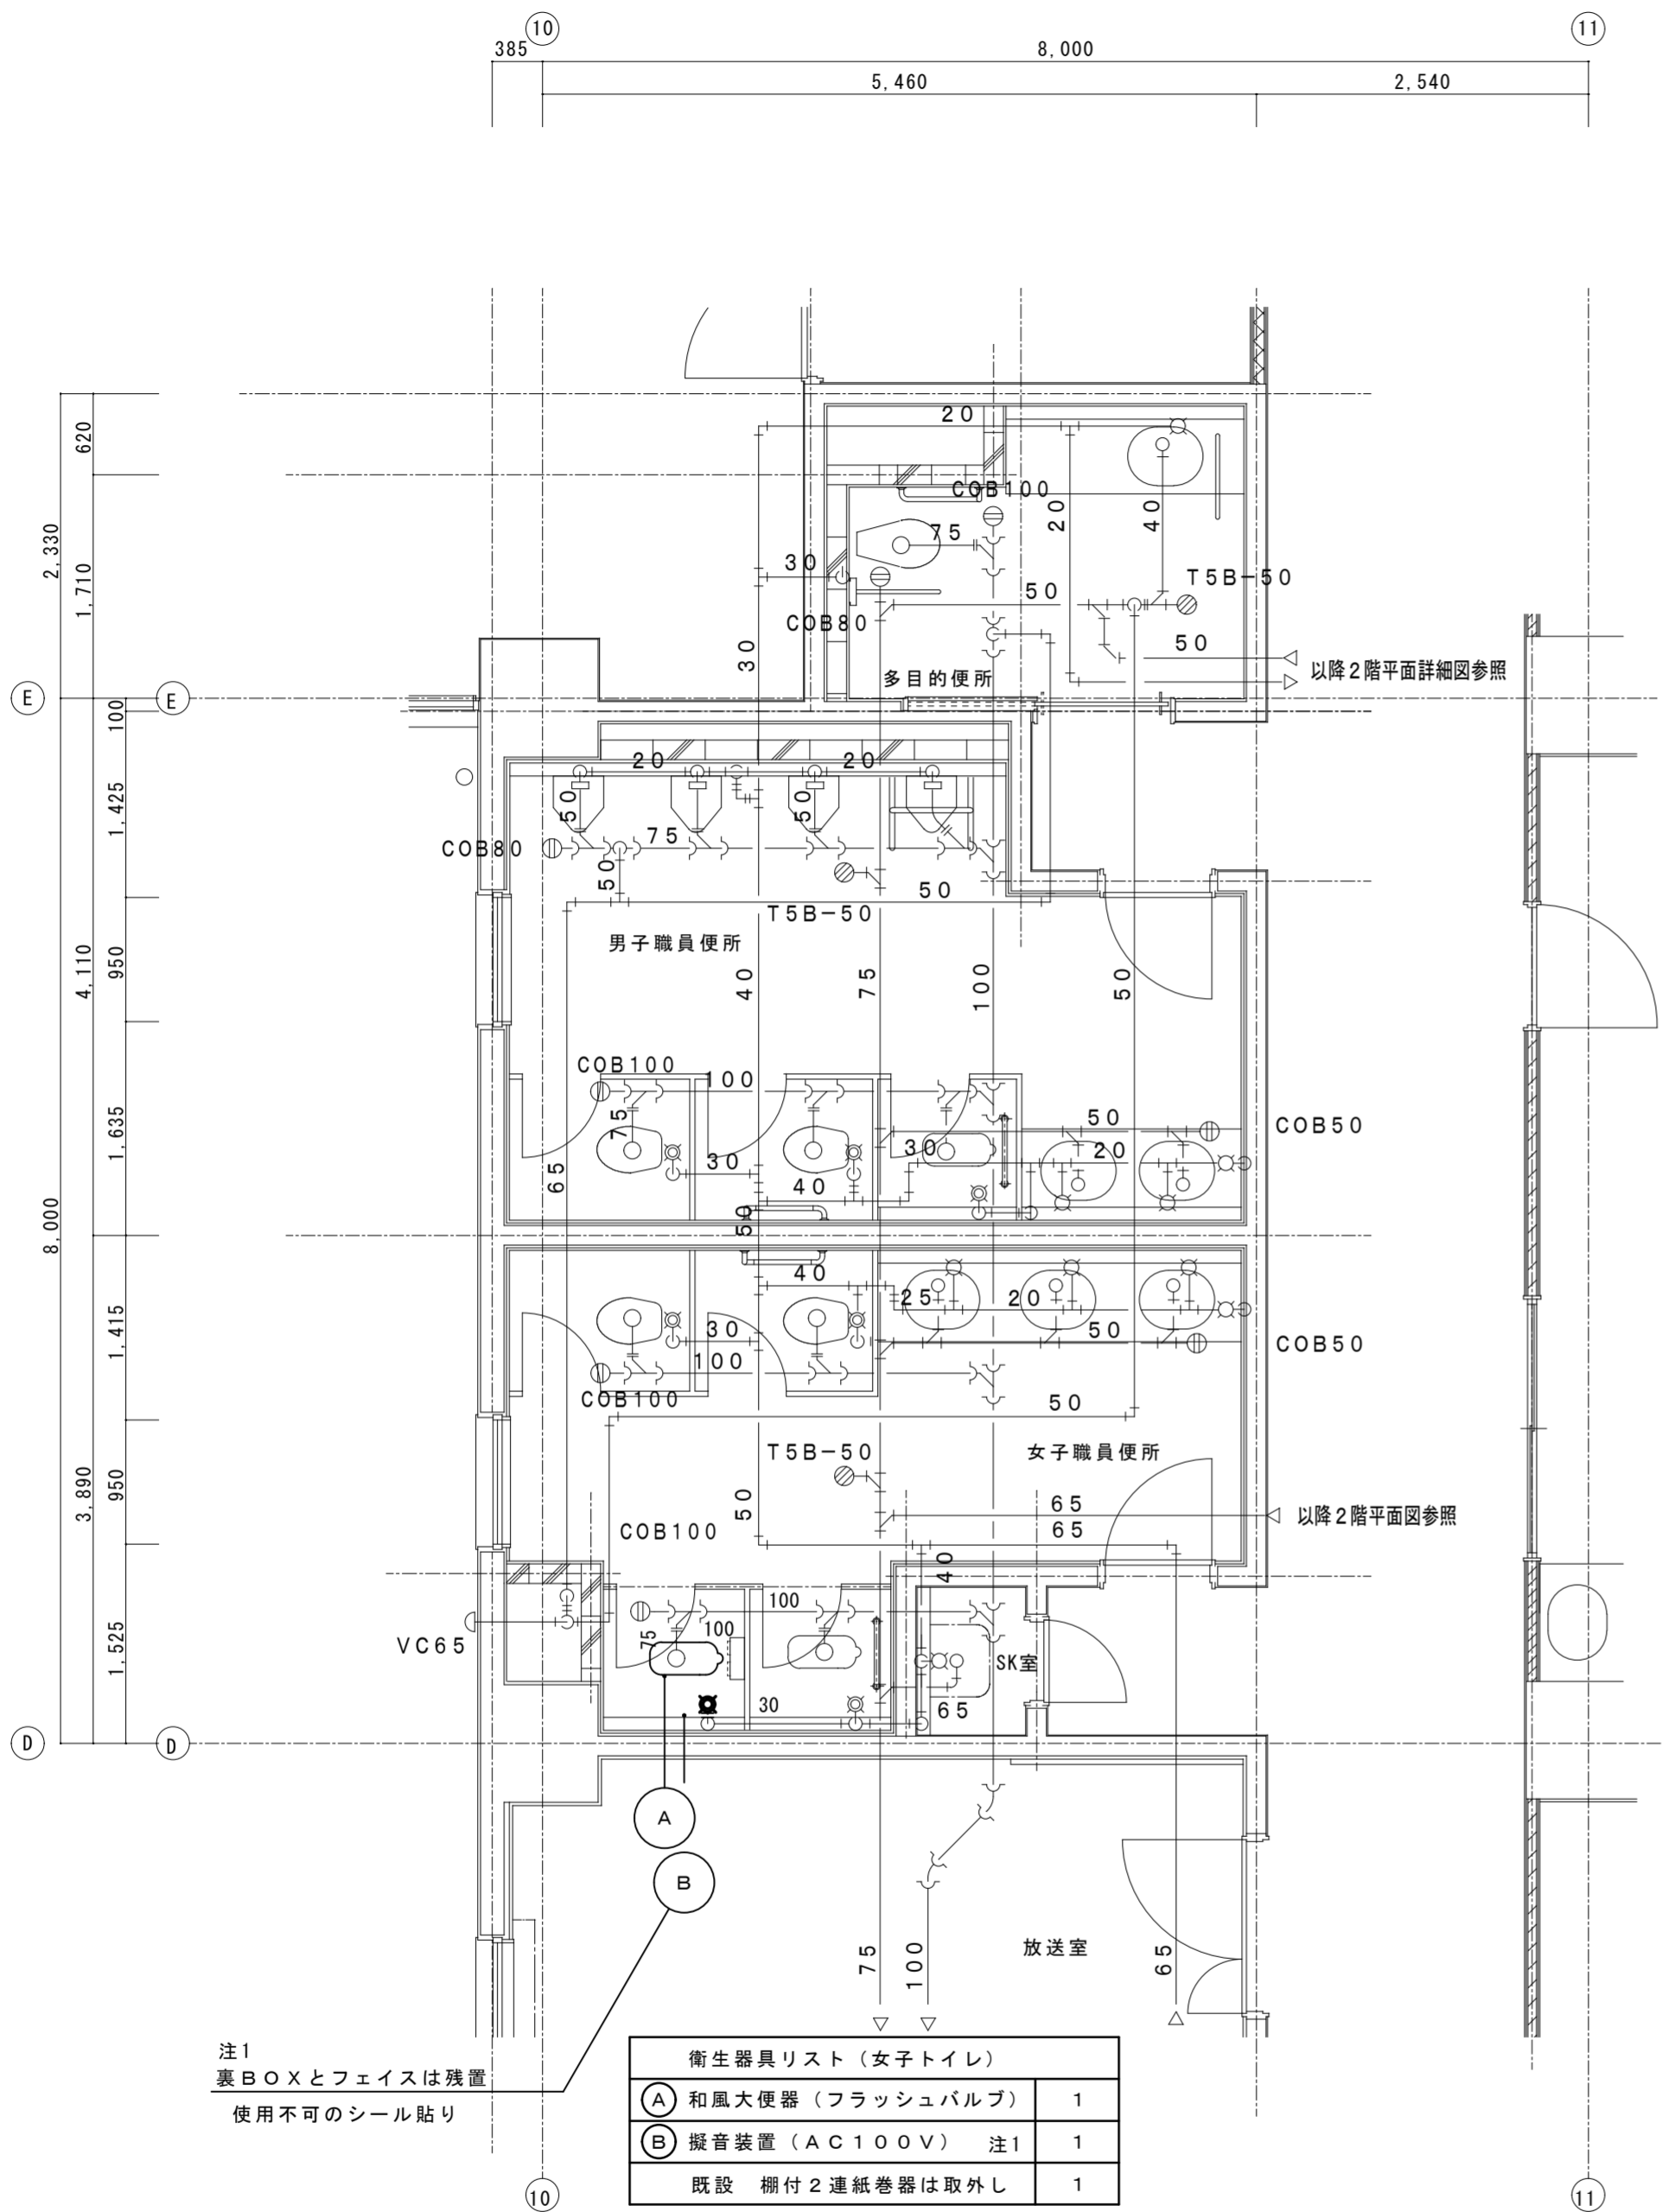 10
11
385
8,000
5,460
2,540
620
20
COB100
2,330
20
40
75
1,710
30
T5B-50
50
COB80
30
50
以降2階平面詳細図参照
多目的便所
E
E
100
20
20
1,425
50
50
75
COB80
50
50
T5B-50
男子職員便所
4,110
950
40
75
100
50
COB100
100
1.635
75
50
COB50
30
20
65
30
40
8,000
50
40
25
20
1,415
30
50
COB50
100
COB100
50
T5B-50
女子職員便所
3,890
950
50
65
以降2階平面図参照
65
COB100
40
100
1,525
75
100
VC65
SK室
30
65
D
D
A
B
75
100
放送室
65
注1
裏BOXとフェイスは残置
使用不可のシール貼り
衛生器具リスト（女子トイレ）
A 和風大便器（フラッシュバルブ） 1
B 擬音装置（AC100V） 注1 1
既設 棚付2連紙巻器は取外し 1
10
11